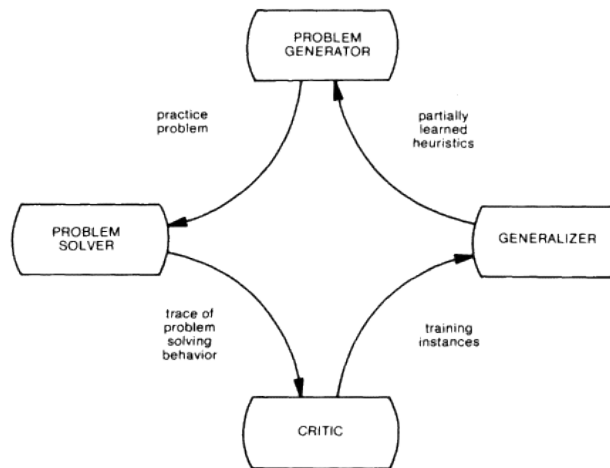 PROBLEM
GENERATOR
practice
problem
partially
learned
heuristics
PROBLEM
SOLVER
GENERALIZER
trace of
problem
solving
behavior
training
instances
CRITIC